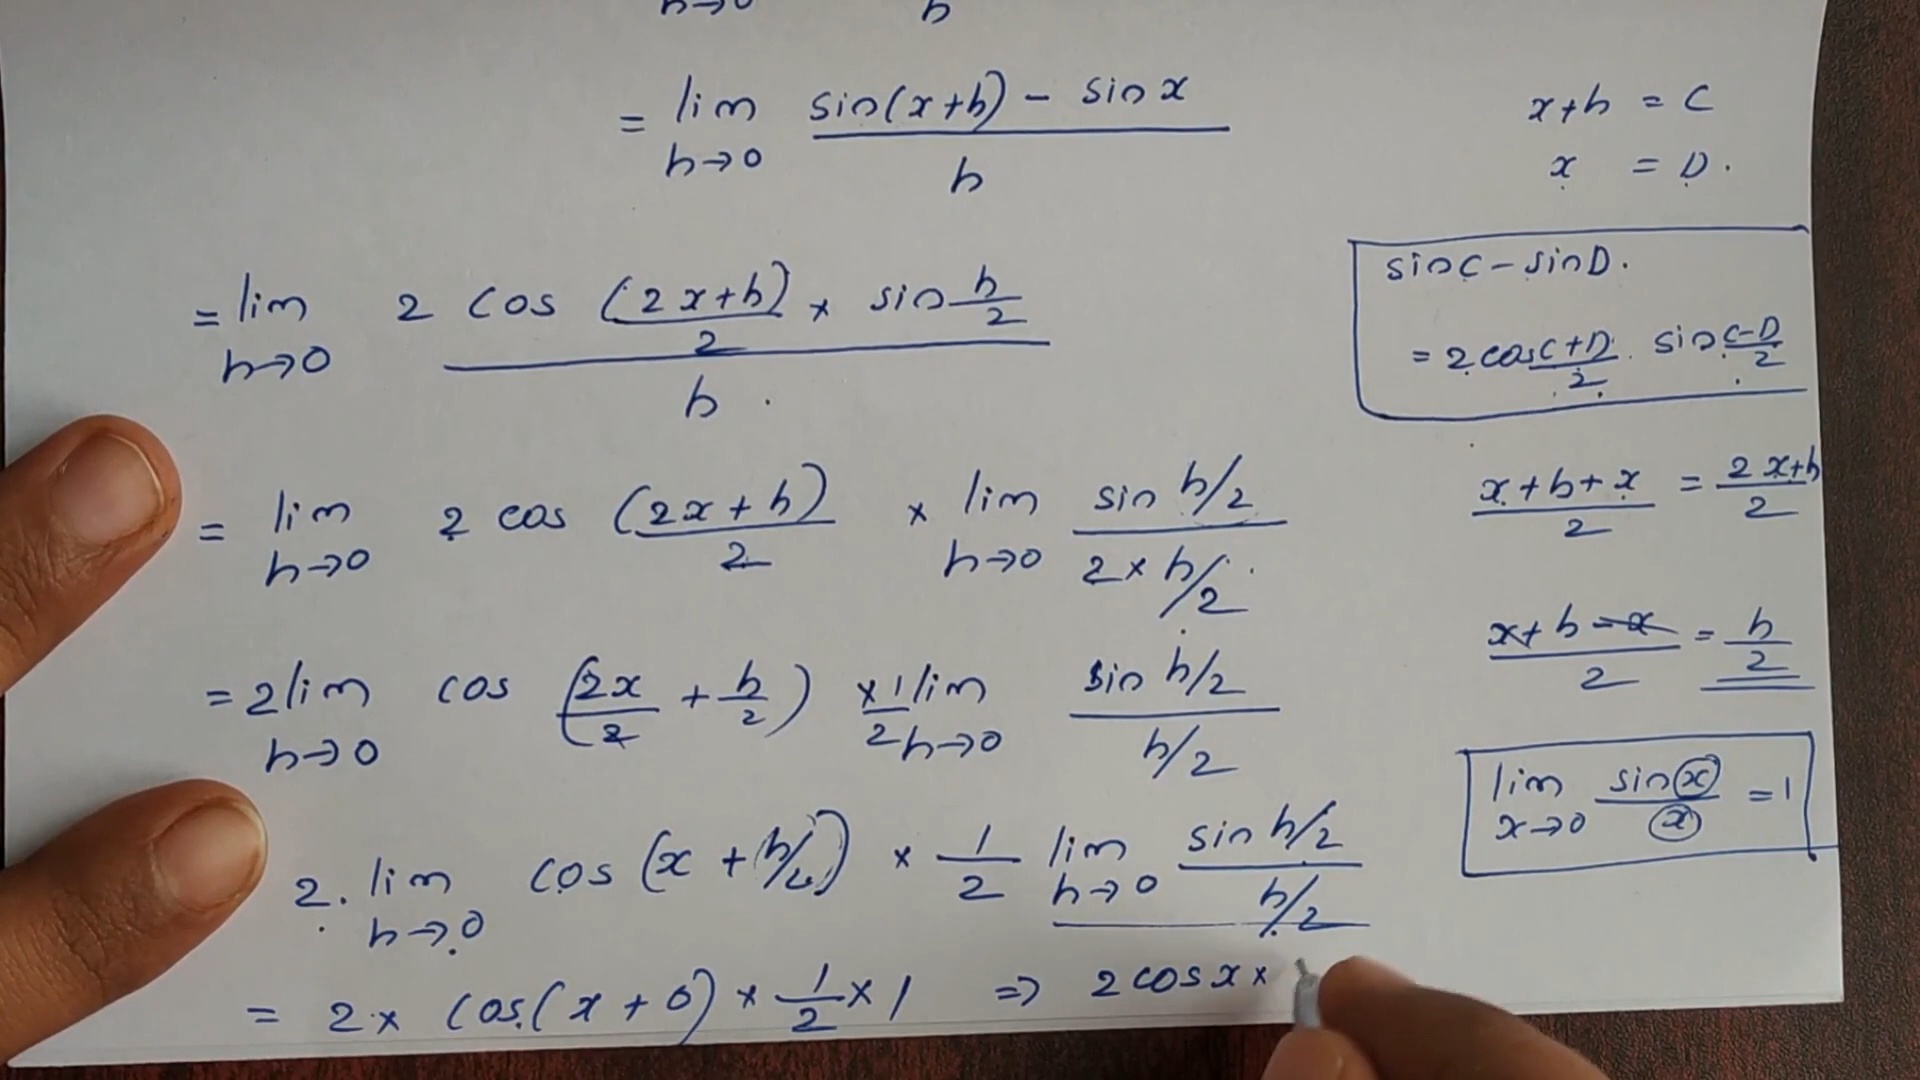 h→0 h
= lim sin(x+h) - sin x
h→0 h
x+h = C
x = D.
= lim 2 cos (2x+h)/2 × sin h/2
h→0 h
sinC - sinD.
= 2 cos C+D/2 . sin C-D/2
= lim 2 cos (2x+h)/2 × lim sin h/2
h→0 h→0 2 × h/2
x+h+x/2 = 2x+h/2
x+h-x/2 = h/2
= 2 lim cos (2x/2 + h/2) × 1/2 lim sin h/2
h→0 h→0 h/2
lim sin x/x = 1
x→0
2. lim cos (x + h/2) × 1/2 lim sin h/2
h→0 h→0 h/2
= 2 × cos(x+0) × 1/2 × 1 ⇒ 2 cos x ×